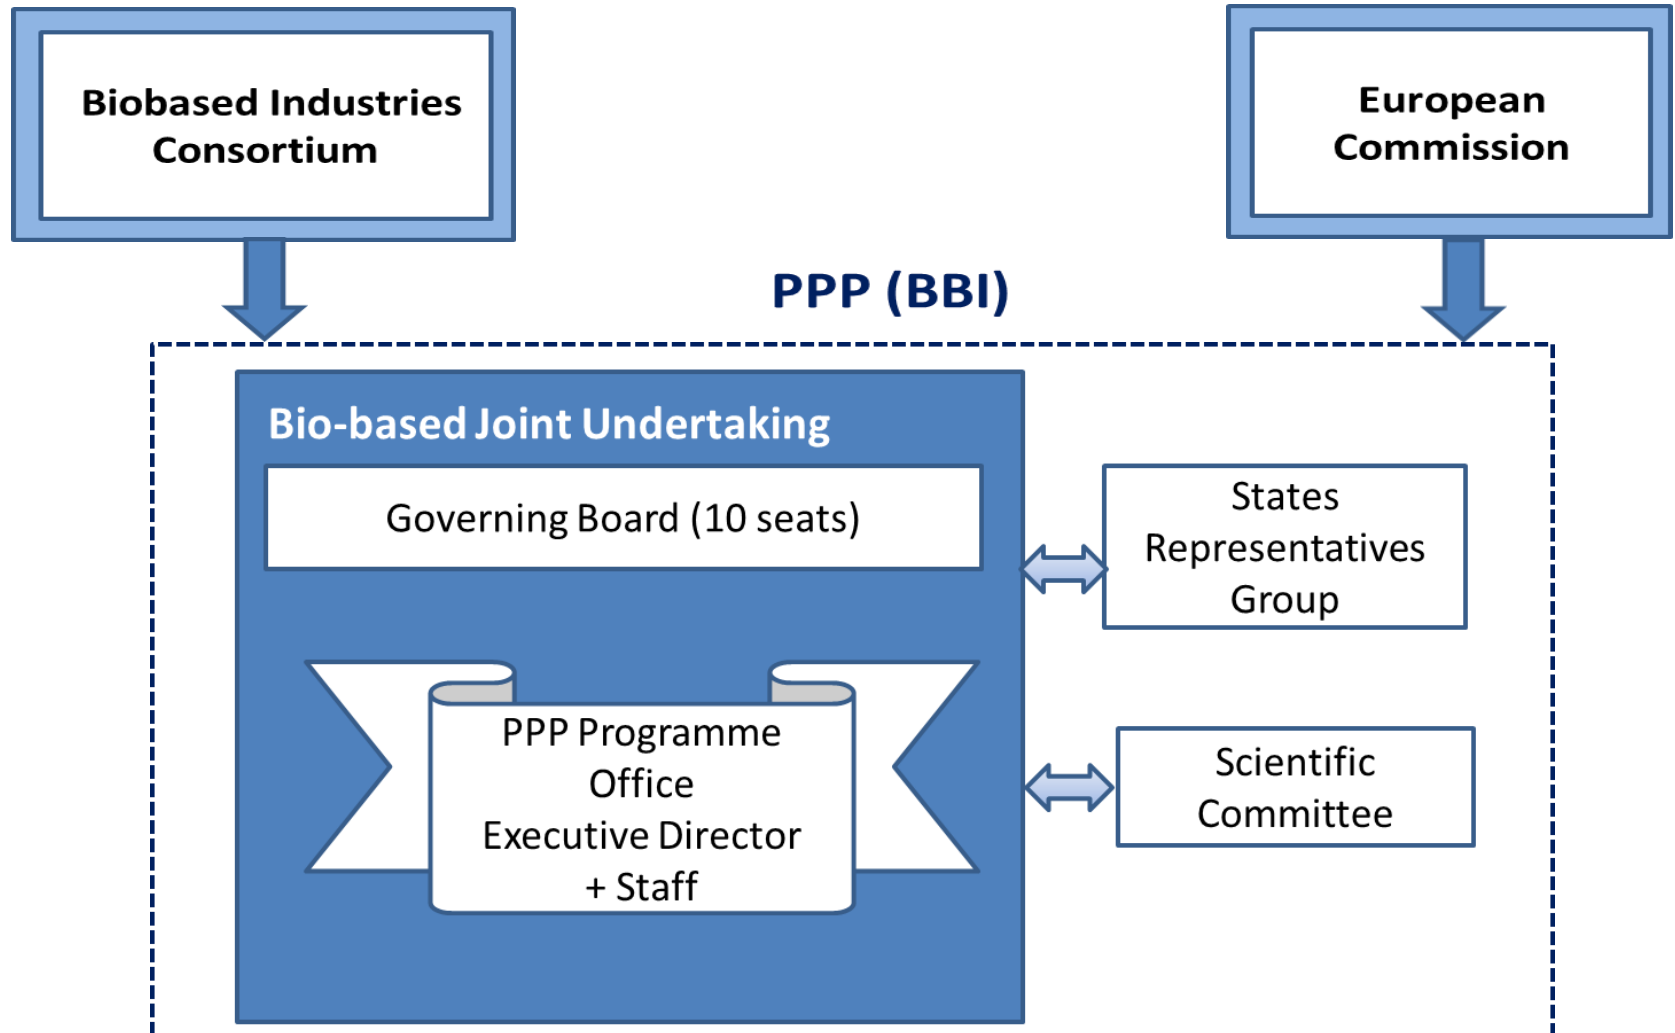 Biobased Industries
Consortium
European
Commission
PPP (BBI)
Bio-based Joint Undertaking
Governing Board (10 seats)
States
Representatives
Group
PPP Programme
Office
Executive Director
+ Staff
Scientific
Committee